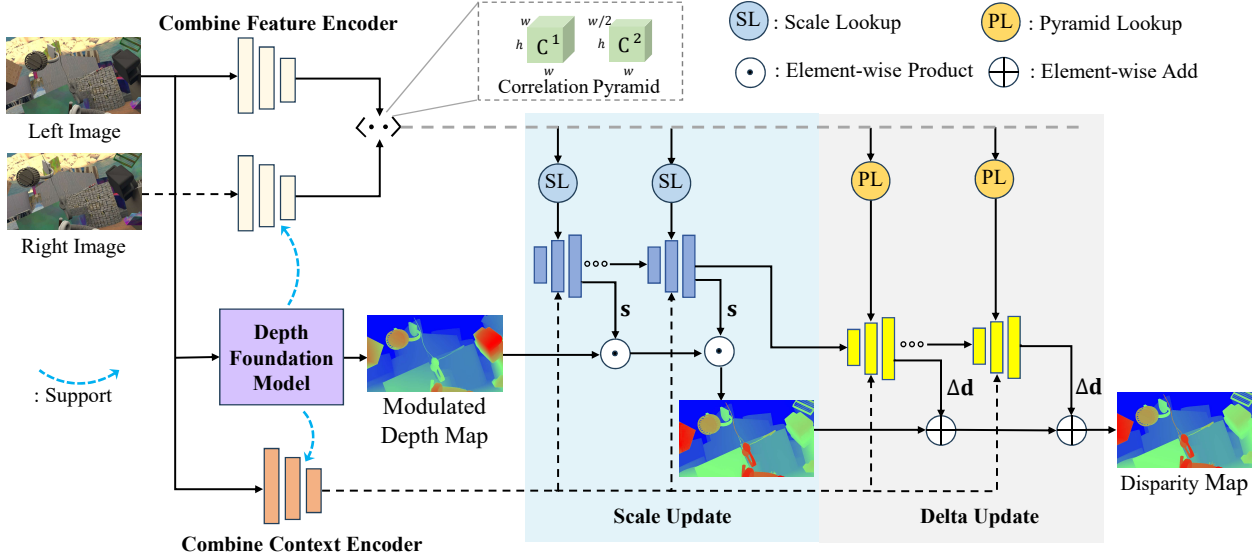 Combine Feature Encoder
Left Image
Right Image
w
h
C¹
w
w/2
h
C²
w
Correlation Pyramid
SL
: Scale Lookup
PL
: Pyramid Lookup
: Element-wise Product
: Element-wise Add
SL
SL
PL
PL
s
s
Depth
Foundation
Model
: Support
Modulated
Depth Map
Δd
Δd
Disparity Map
Scale Update
Delta Update
Combine Context Encoder